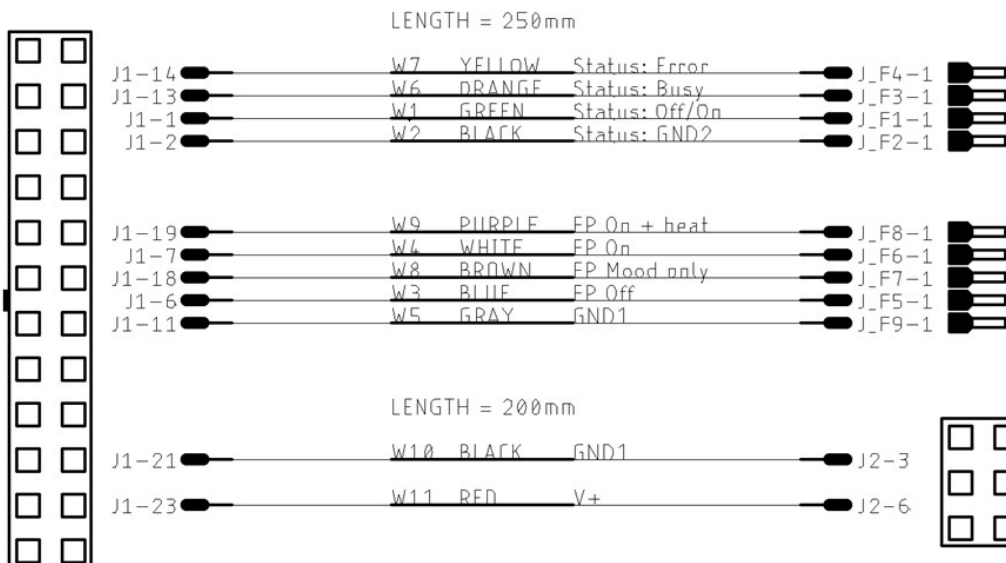 LENGTH = 250mm
J1-14 W7 YELLOW Status: Error J_F4-1
J1-13 W6 ORANGE Status: Busy J_F3-1
J1-1 W1 GREEN Status: Off/On J_F1-1
J1-2 W2 BLACK Status: GND2 J_F2-1
J1-19 W9 PURPLE FP On + heat J_F8-1
J1-7 W4 WHITE FP On J_F6-1
J1-18 W8 BROWN FP Mood only J_F7-1
J1-6 W3 BLUE FP Off J_F5-1
J1-11 W5 GRAY GND1 J_F9-1
LENGTH = 200mm
J1-21 W10 BLACK GND1 J2-3
J1-23 W11 RED V+ J2-6